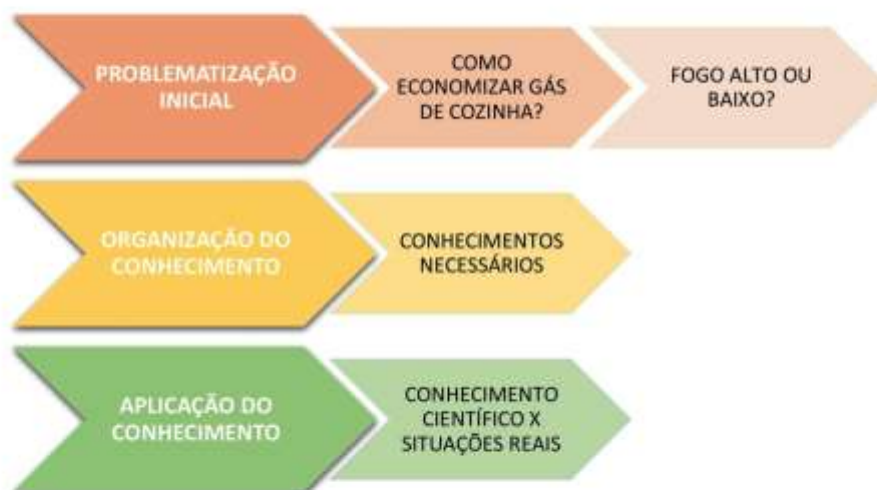 PROBLEMATIZAÇÃO
INICIAL
COMO
ECONOMIZAR GÁS
DE COZINHA?
FOGO ALTO OU
BAIXO?
ORGANIZAÇÃO DO
CONHECIMENTO
CONHECIMENTOS
NECESSÁRIOS
APLICAÇÃO DO
CONHECIMENTO
CONHECIMENTO
CIENTÍFICO X
SITUAÇÕES REAIS